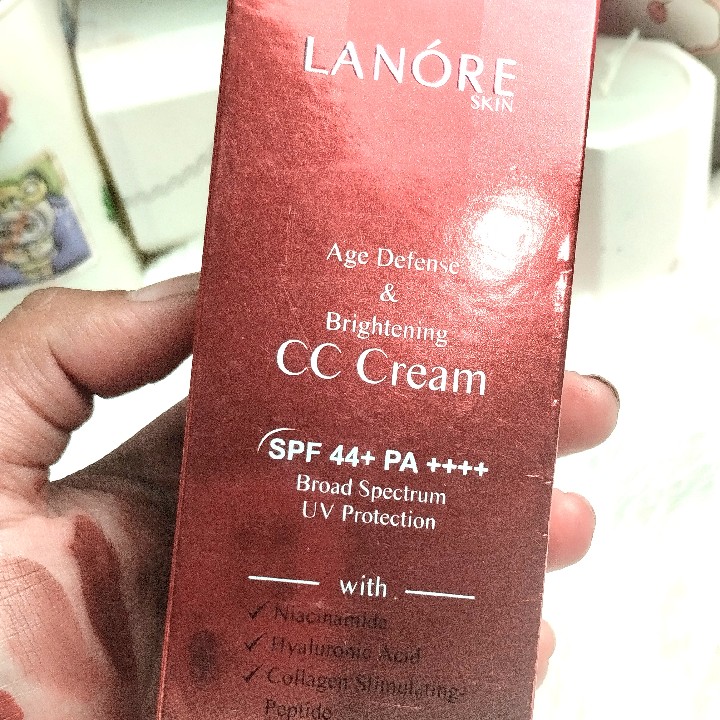 LANÓRE
SKIN
Age Defense
&
Brightening
CC Cream
SPF 44+ PA ++++
Broad Spectrum
UV Protection
with
✓ Niacinamide
✓ Hyaluronic Acid
✓ Collagen Stimulating
Peptide